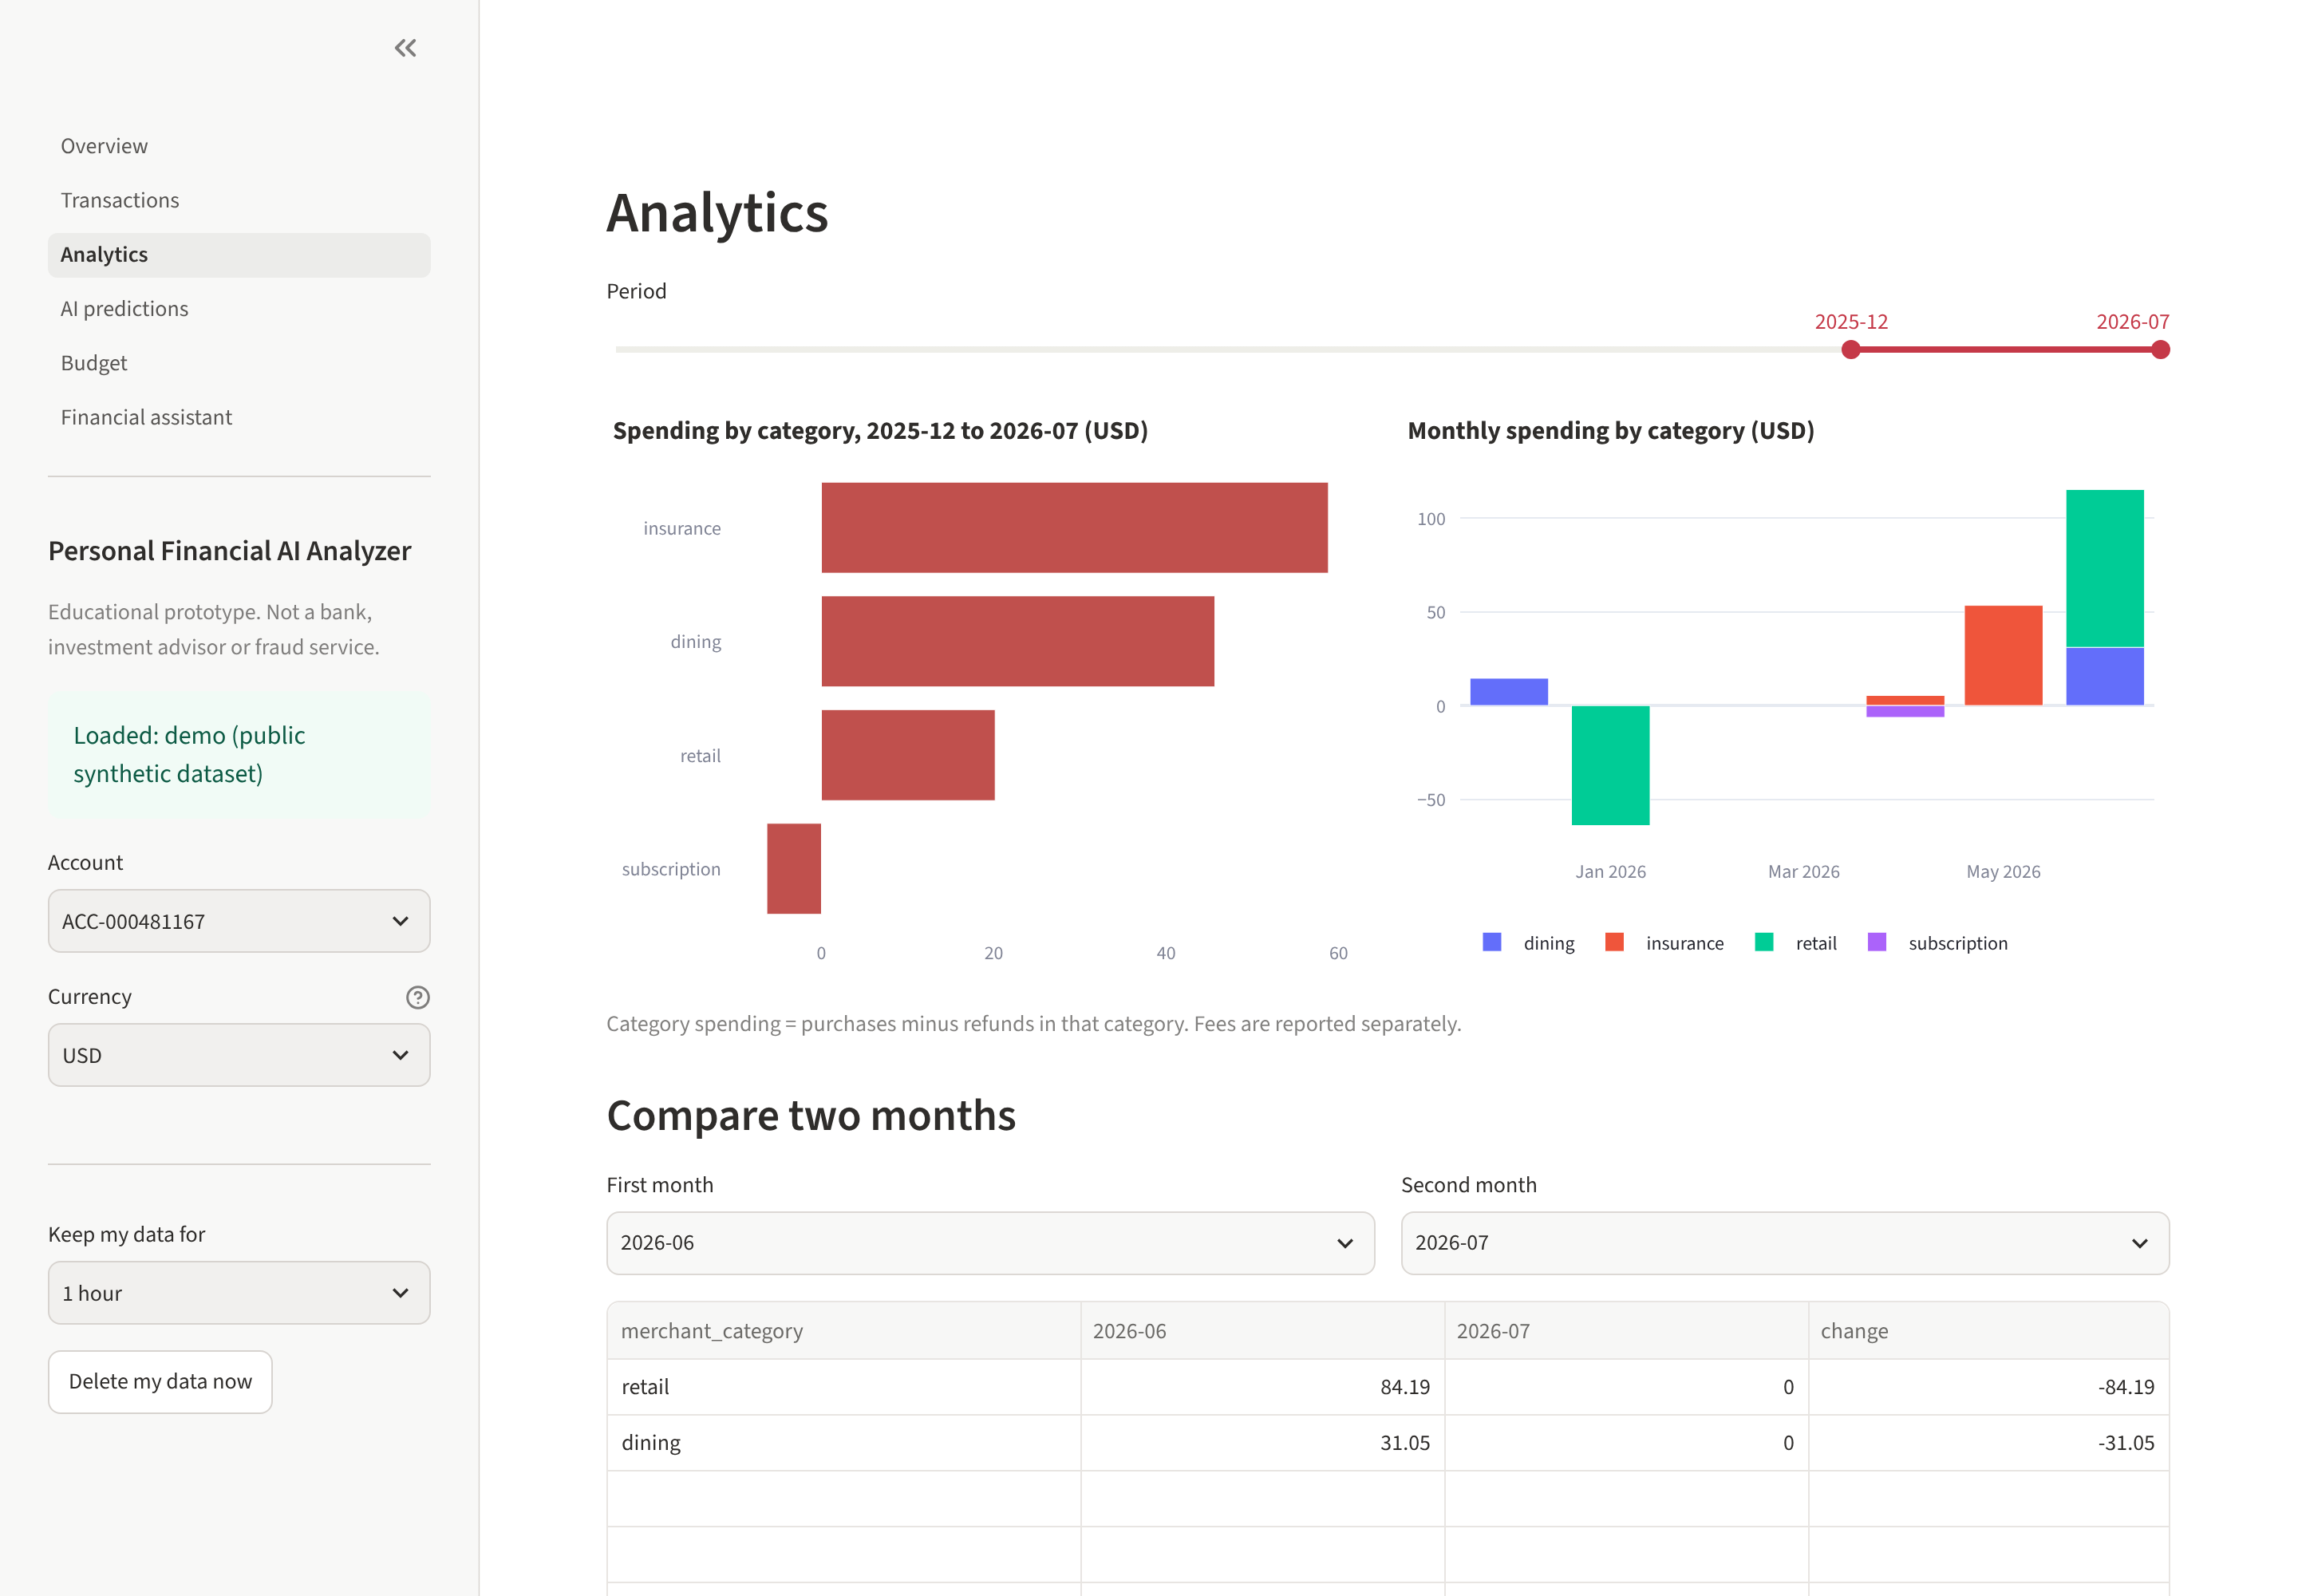 Overview
Transactions
Analytics
AI predictions
Budget
Financial assistant
Personal Financial AI Analyzer
Educational prototype. Not a bank,
investment advisor or fraud service.
Loaded: demo (public
synthetic dataset)
Account
ACC-000481167
Currency
USD
Keep my data for
1 hour
Delete my data now
Analytics
Period
2025-12
2026-07
Spending by category, 2025-12 to 2026-07 (USD)
insurance
dining
retail
subscription
0 20 40 60
Monthly spending by category (USD)
100
50
0
−50
Jan 2026 Mar 2026 May 2026
dining insurance retail subscription
Category spending = purchases minus refunds in that category. Fees are reported separately.
Compare two months
First month
2026-06
Second month
2026-07
merchant_category 2026-06 2026-07 change
retail 84.19 0 -84.19
dining 31.05 0 -31.05